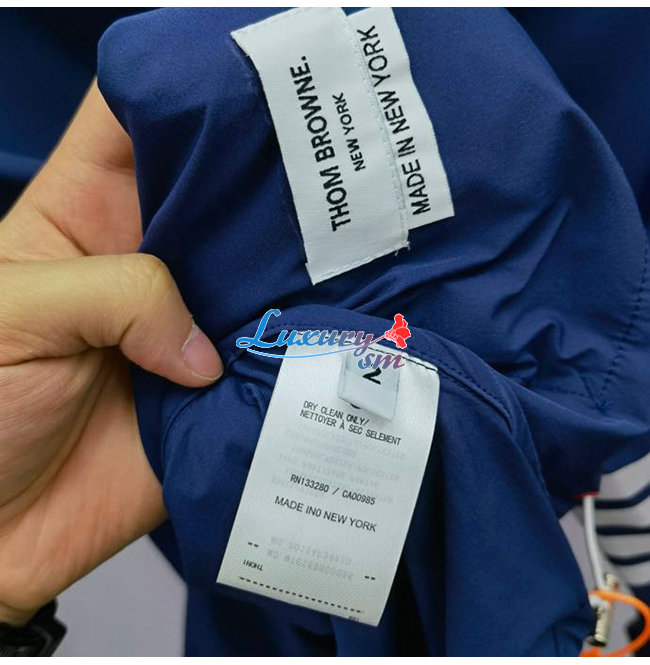 THOM BROWNE.
NEW YORK
MADE IN NEW YORK
Luxury
sm
DRY CLEAN ONLY/
NETTOYER À SEC SELEMENT
RN133280 / CA00985
MADE IN0 NEW YORK